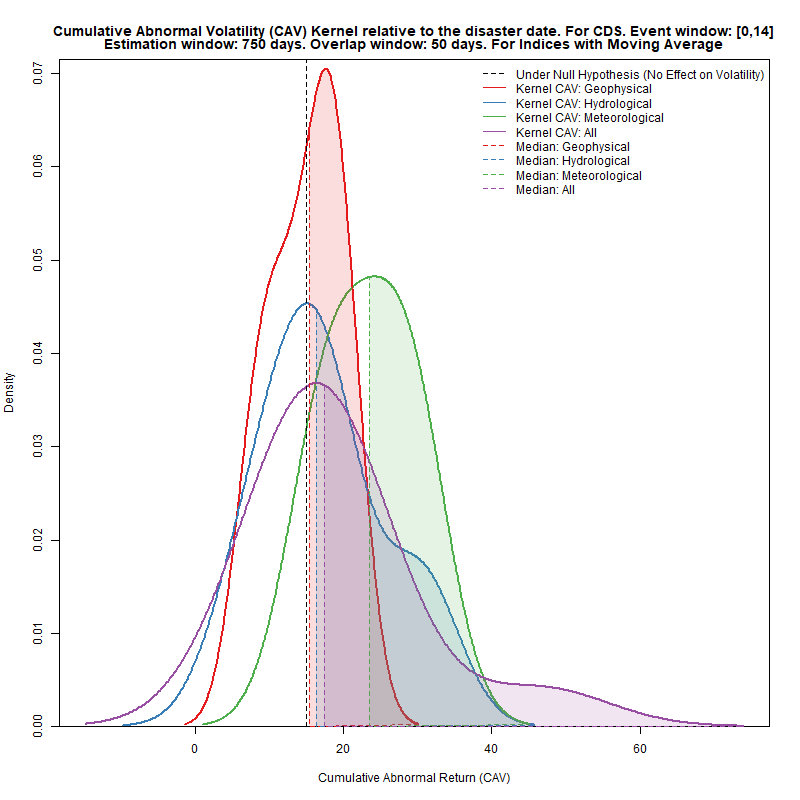 Cumulative Abnormal Volatility (CAV) Kernel relative to the disaster date. For CDS. Event window: [0,14]
Estimation window: 750 days. Overlap window: 50 days. For Indices with Moving Average
Under Null Hypothesis (No Effect on Volatility)
Kernel CAV: Geophysical
Kernel CAV: Hydrological
Kernel CAV: Meteorological
Kernel CAV: All
Median: Geophysical
Median: Hydrological
Median: Meteorological
Median: All
Density
0.07
0.06
0.05
0.04
0.03
0.02
0.01
0.00
0
20
40
60
Cumulative Abnormal Return (CAV)